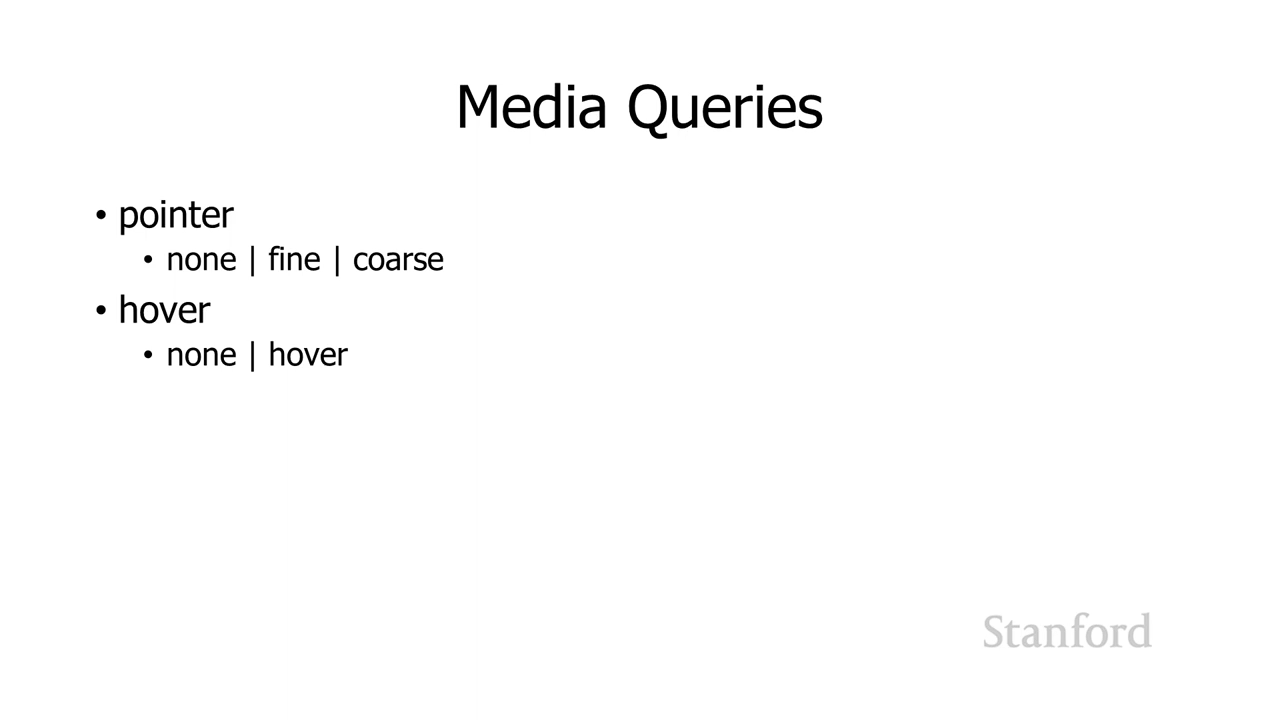 Media Queries
• pointer
• none | fine | coarse
• hover
• none | hover
Stanford